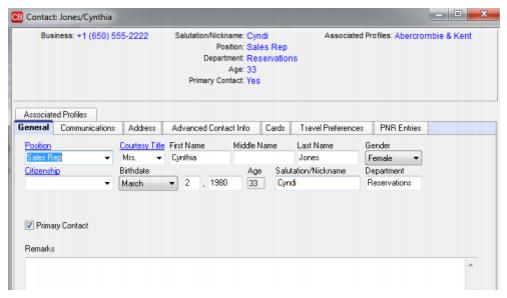 CB Contact: Jones/Cynthia
Business: +1 (650) 555-2222 Salutation/Nickname: Cyndi Associated Profiles: Abercrombie & Kent
Position: Sales Rep
Department: Reservations
Age: 33
Primary Contact: Yes
Associated Profiles
General Communications Address Advanced Contact Info Cards Travel Preferences PNR Entries
Position Courtesy Title First Name Middle Name Last Name Gender
Sales Rep Mrs. Cynthia Jones Female
Citizenship Birthdate Age Salutation/Nickname Department
March 2 , 1980 33 Cyndi Reservations
Primary Contact
Remarks